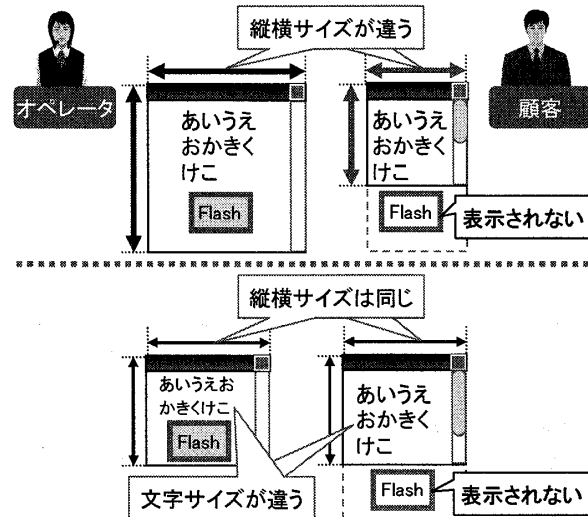 縦横サイズが違う
オペレータ
顧客
あいうえ
おかきく
けこ
Flash
あいうえ
おかきく
けこ
Flash
表示されない
縦横サイズは同じ
あいうえお
かきくけこ
Flash
あいうえ
おかきく
けこ
Flash
表示されない
文字サイズが違う